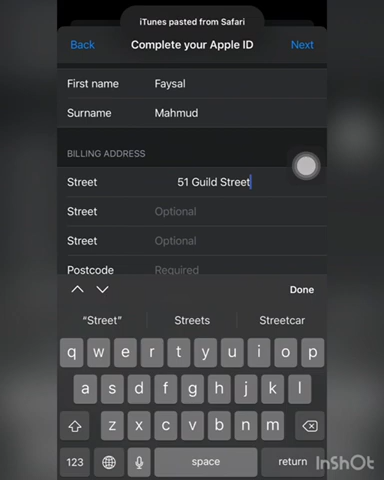 iTunes pasted from Safari
Back Complete your Apple ID Next
First name Faysal
Surname Mahmud
BILLING ADDRESS
Street 51 Guild Street
Street Optional
Street Optional
Postcode Required
Done
"Street" Streets Streetcar
q w e r t y u i o p
a s d f g h j k l
z x c v b n m
123 space return
InShOt